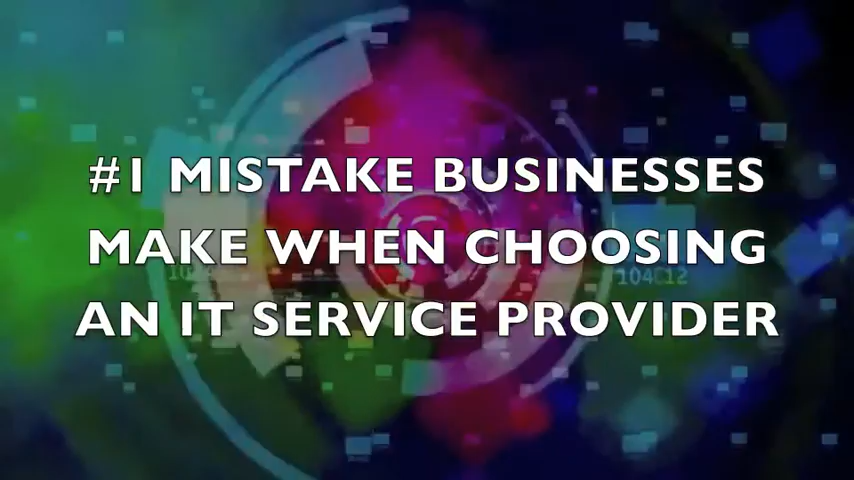 #1 MISTAKE BUSINESSES
MAKE WHEN CHOOSING
AN IT SERVICE PROVIDER